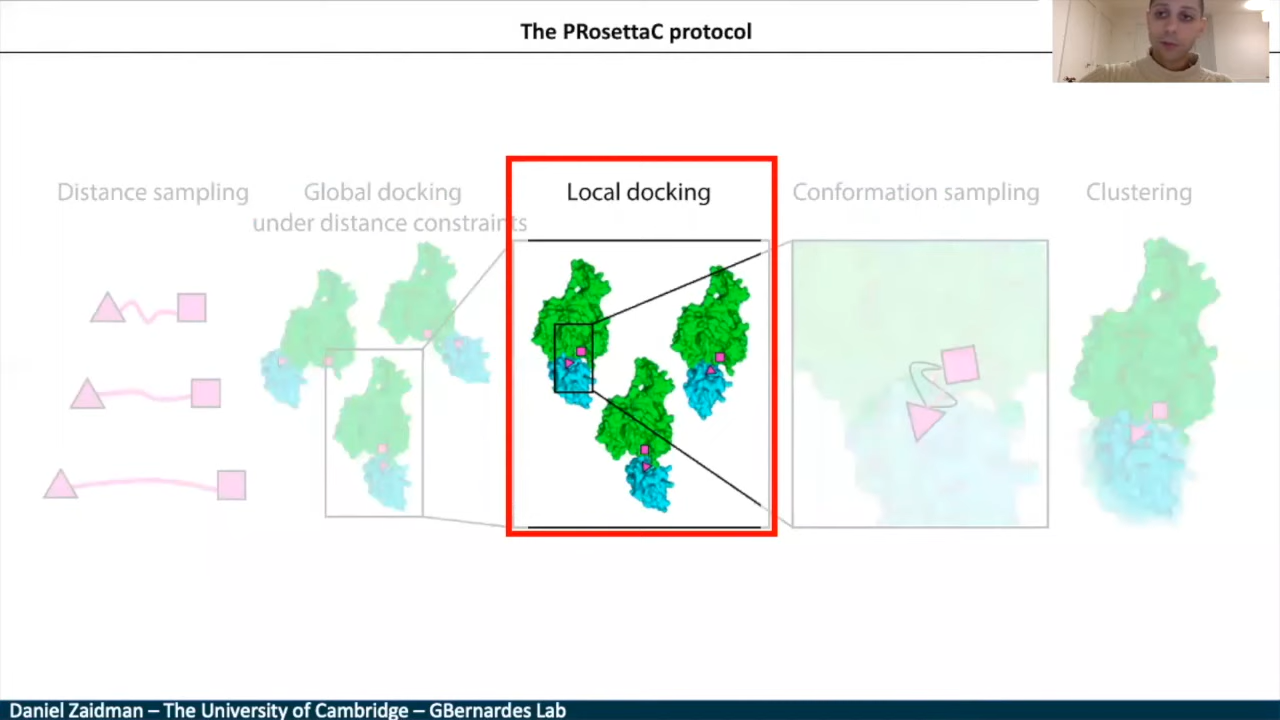 The PRosettaC protocol
Distance sampling
Global docking
under distance constraints
Local docking
Conformation sampling
Clustering
Daniel Zaidman – The University of Cambridge – GBernardes Lab